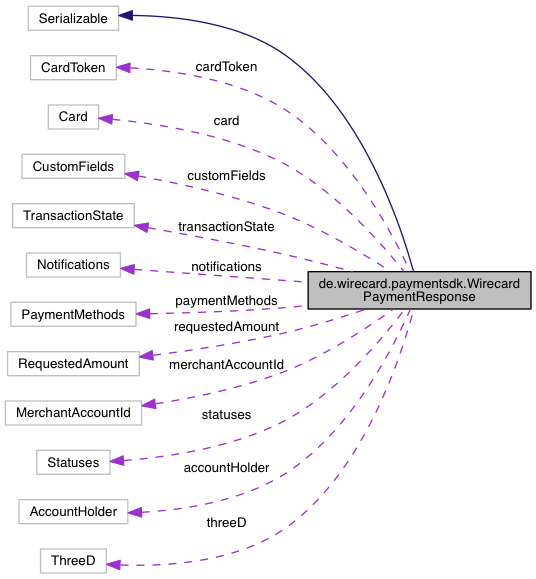 Serializable
CardToken
cardToken
Card
card
CustomFields
customFields
TransactionState
transactionState
Notifications
notifications
de.wirecard.paymentsdk.Wirecard
PaymentResponse
PaymentMethods
paymentMethods
requestedAmount
RequestedAmount
merchantAccountId
MerchantAccountId
statuses
Statuses
accountHolder
AccountHolder
threeD
ThreeD